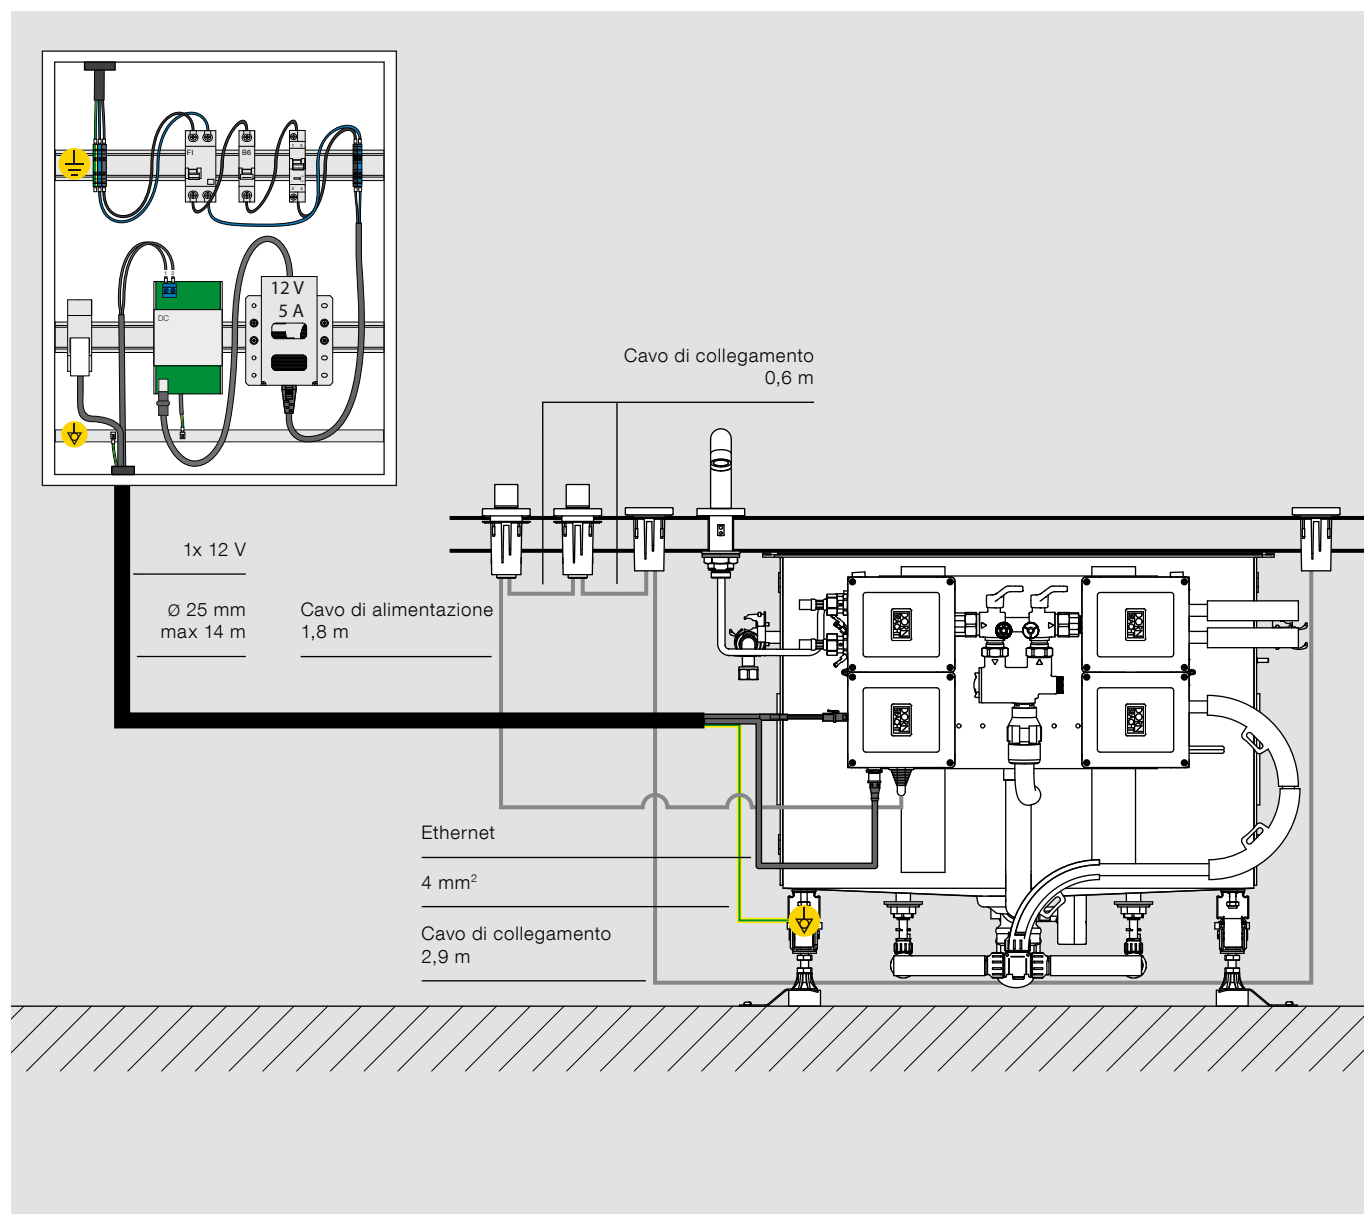 FI
B6
12 V
5 A
DC
Cavo di collegamento
0,6 m
1x 12 V
Ø 25 mm
max 14 m
Cavo di alimentazione
1,8 m
Ethernet
4 mm²
Cavo di collegamento
2,9 m